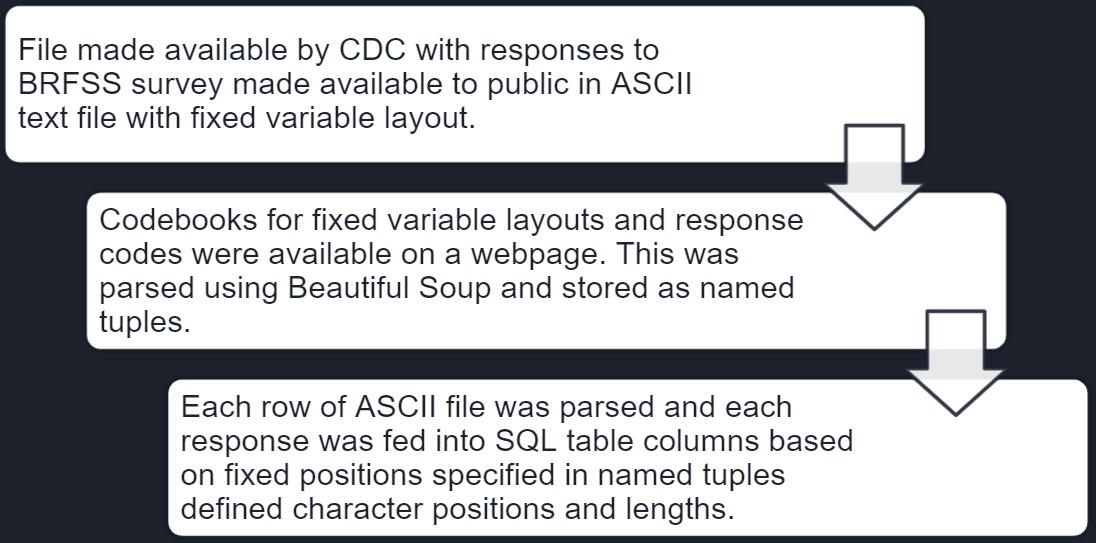 File made available by CDC with responses to
BRFSS survey made available to public in ASCII
text file with fixed variable layout.
Codebooks for fixed variable layouts and response
codes were available on a webpage. This was
parsed using Beautiful Soup and stored as named
tuples.
Each row of ASCII file was parsed and each
response was fed into SQL table columns based
on fixed positions specified in named tuples
defined character positions and lengths.